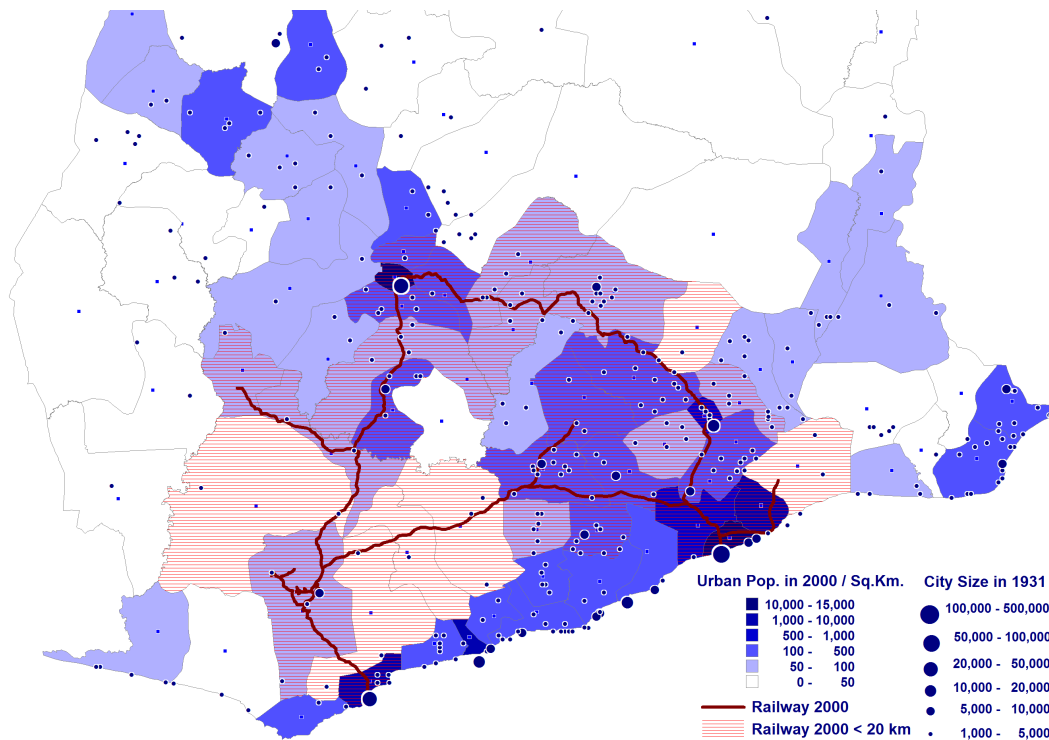 Urban Pop. in 2000 / Sq.Km.
10,000 - 15,000
1,000 - 10,000
500 - 1,000
100 - 500
50 - 100
0 - 50
Railway 2000
Railway 2000 < 20 km
City Size in 1931
100,000 - 500,000
50,000 - 100,000
20,000 - 50,000
10,000 - 20,000
5,000 - 10,000
1,000 - 5,000